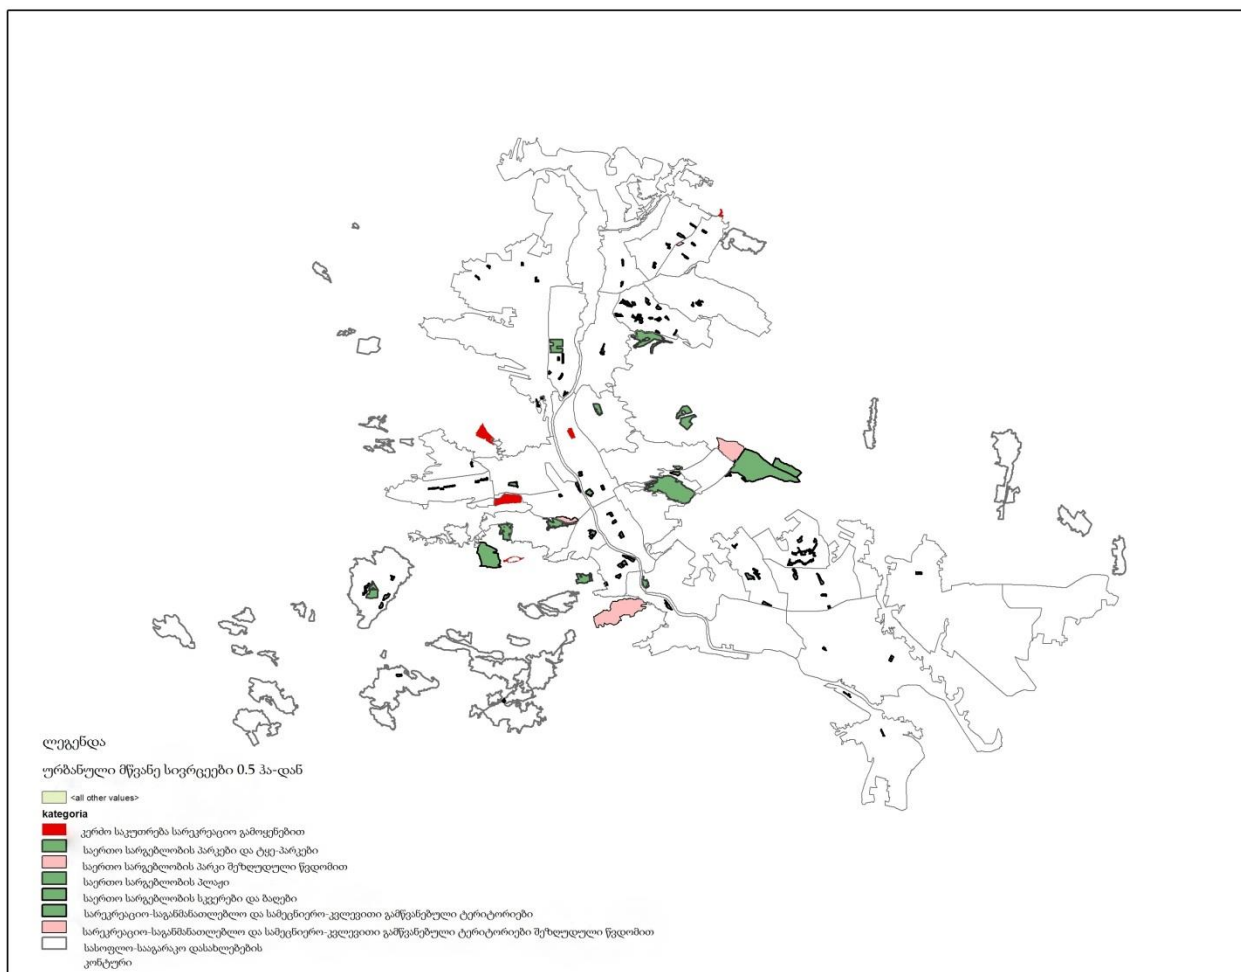 ლეგენდა
ურბანული მწვანე სივრცეები 0.5 ჰა-დან
<all other values>
kategoria
კერძო საკუთრება სარეკრეაციო გამოყენებით
საერთო სარგებლობის პარკები და ტყე-პარკები
საერთო სარგებლობის პარკი შეზღუდული წვდომით
საერთო სარგებლობის პლაჟი
საერთო სარგებლობის სკვერები და ბაღები
სარეკრეაციო-საგანმანათლებლო და სამეცნიერო-კვლევითი გამწვანებული ტერიტორიები
სარეკრეაციო-საგანმანათლებლო და სამეცნიერო-კვლევითი გამწვანებული ტერიტორიები შეზღუდული წვდომით
სასოფლო-სააგარაკო დასახლებების
კონტური